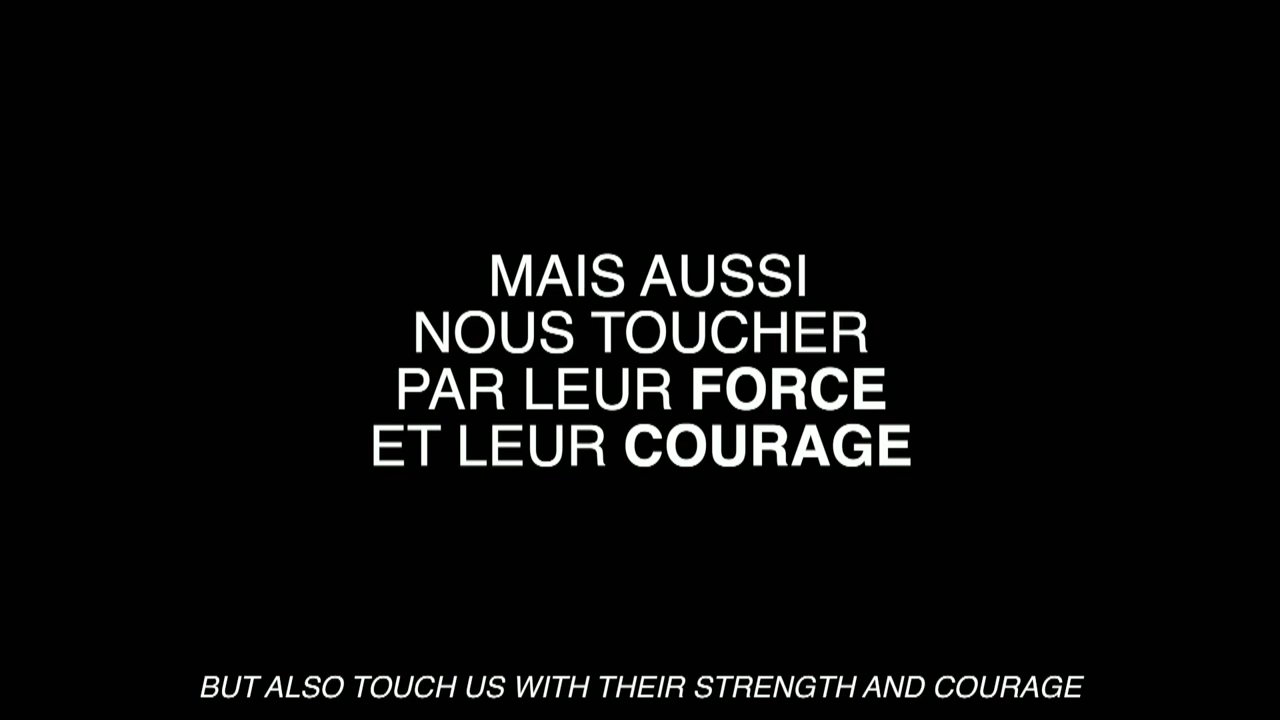 MAIS AUSSI
NOUS TOUCHER
PAR LEUR FORCE
ET LEUR COURAGE
BUT ALSO TOUCH US WITH THEIR STRENGTH AND COURAGE